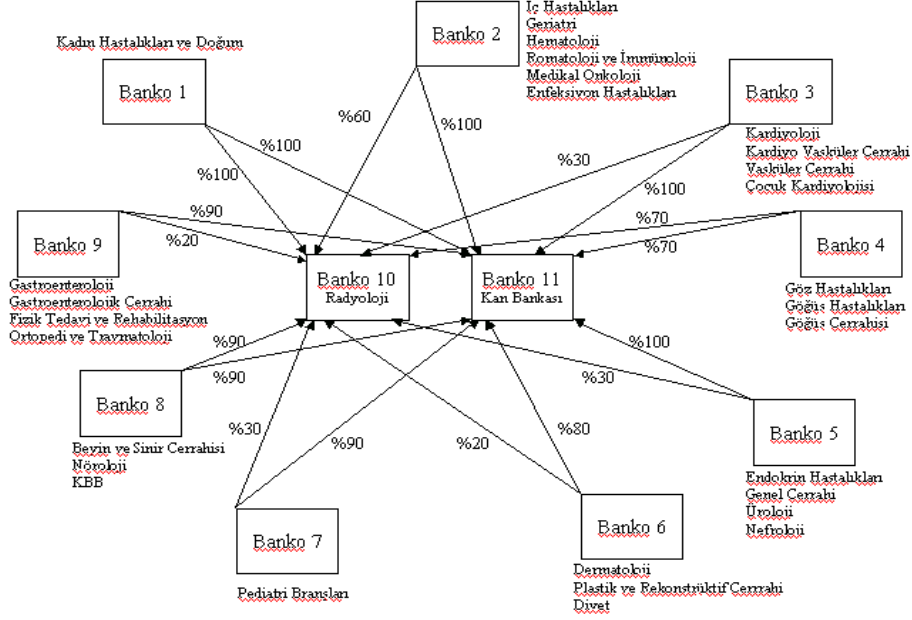 Kadın Hastalıkları ve Doğum
Banko 1
Banko 2
İç Hastalıkları
Geriatri
Hematoloji
Romatoloji ve İmmünoloji
Medikal Onkoloji
Enfeksiyon Hastalıkları
Banko 3
Kardiyoloji
Kardiyo Vasküler Cerrahi
Vasküler Cerrahi
Çocuk Kardiyolojisi
%60
%100
%100
%100
%30
%100
%90
%20
%70
%70
Banko 9
Gastroenteroloji
Gastroenterolojik Cerrahi
Fizik Tedavi ve Rehabilitasyon
Ortopedi ve Travmatoloji
Banko 10
Radyoloji
Banko 11
Kan Bankası
Banko 4
Göz Hastalıkları
Göğüs Hastalıkları
Göğüs Cerrahisi
%90
%90
%100
%30
Banko 8
Beyin ve Sinir Cerrahisi
Nöroloji
KBB
%30
%90
%20
%80
Banko 5
Endokrin Hastalıkları
Genel Cerrahi
Üroloji
Nefroloji
Banko 7
Pediatri Branşları
Banko 6
Dermatoloji
Plastik ve Rekonstrüktif Cerrrahi
Divet